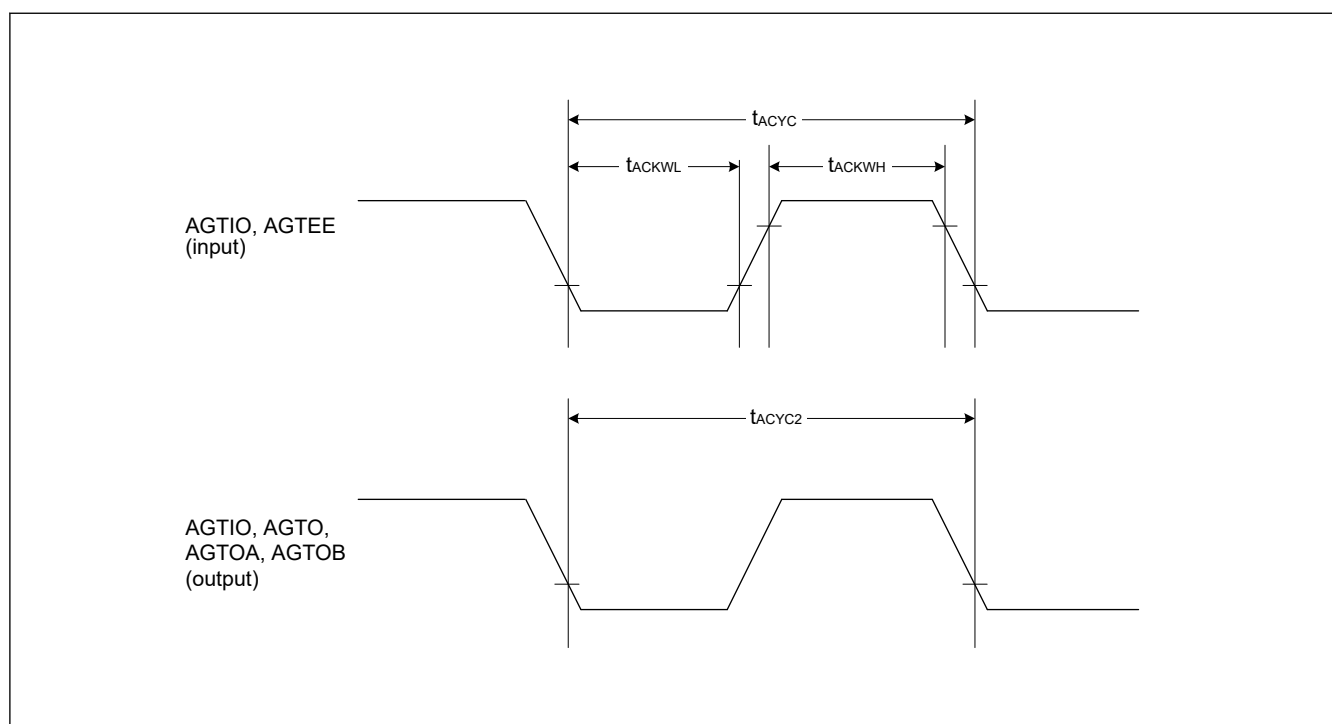 tACYC
tACKWL
tACKWH
AGTIO, AGTEE
(input)
tACYC2
AGTIO, AGTO,
AGTOA, AGTOB
(output)